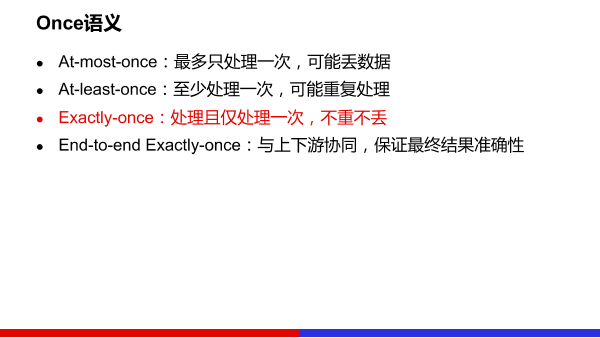 Once语义
● At-most-once：最多只处理一次，可能丢数据
● At-least-once：至少处理一次，可能重复处理
● Exactly-once：处理且仅处理一次，不重不丢
● End-to-end Exactly-once：与上下游协同，保证最终结果准确性